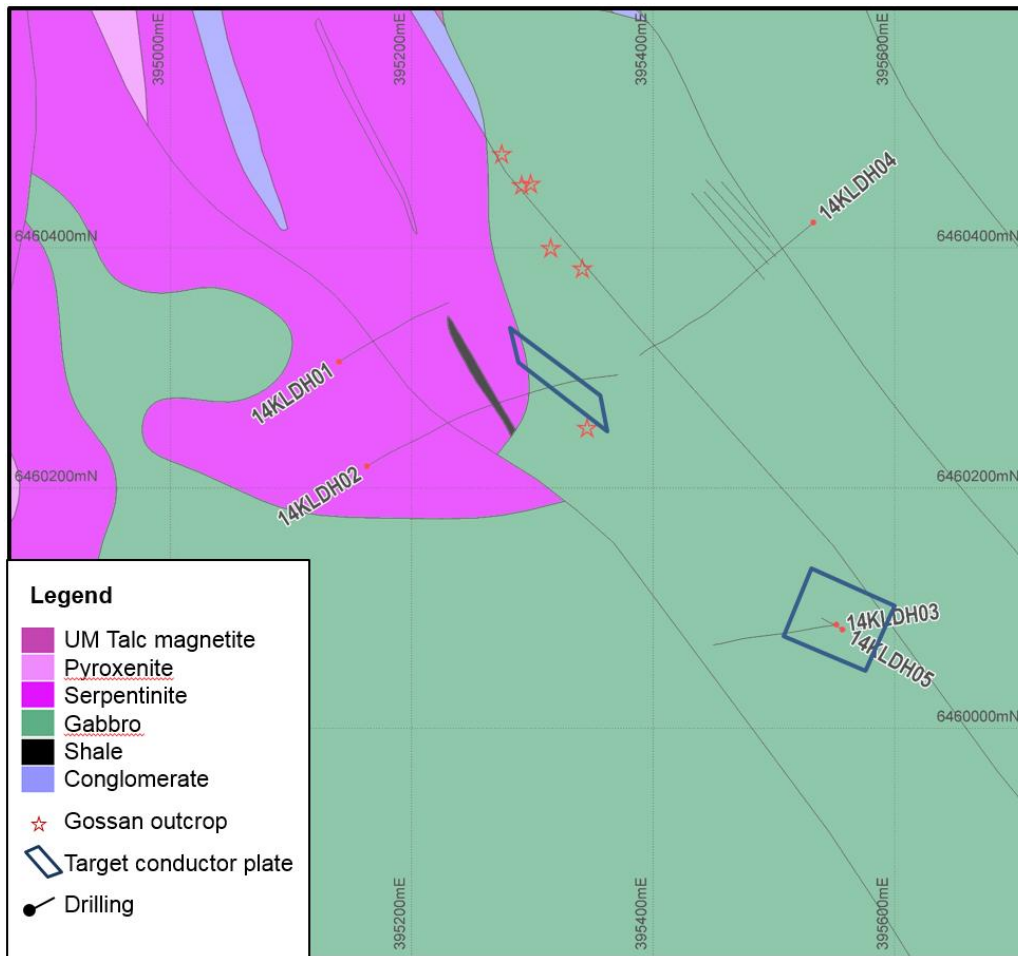 395000mE
395200mE
395400mE
395600mE
14KLDH04
6460400mN
6460400mN
14KLDH01
14KLDH02
6460200mN
6460200mN
14KLDH03
14KLDH05
6460000mN
Legend
UM Talc magnetite
Pyroxenite
Serpentinite
Gabbro
Shale
Conglomerate
Gossan outcrop
Target conductor plate
Drilling
395200mE
395400mE
395600mE